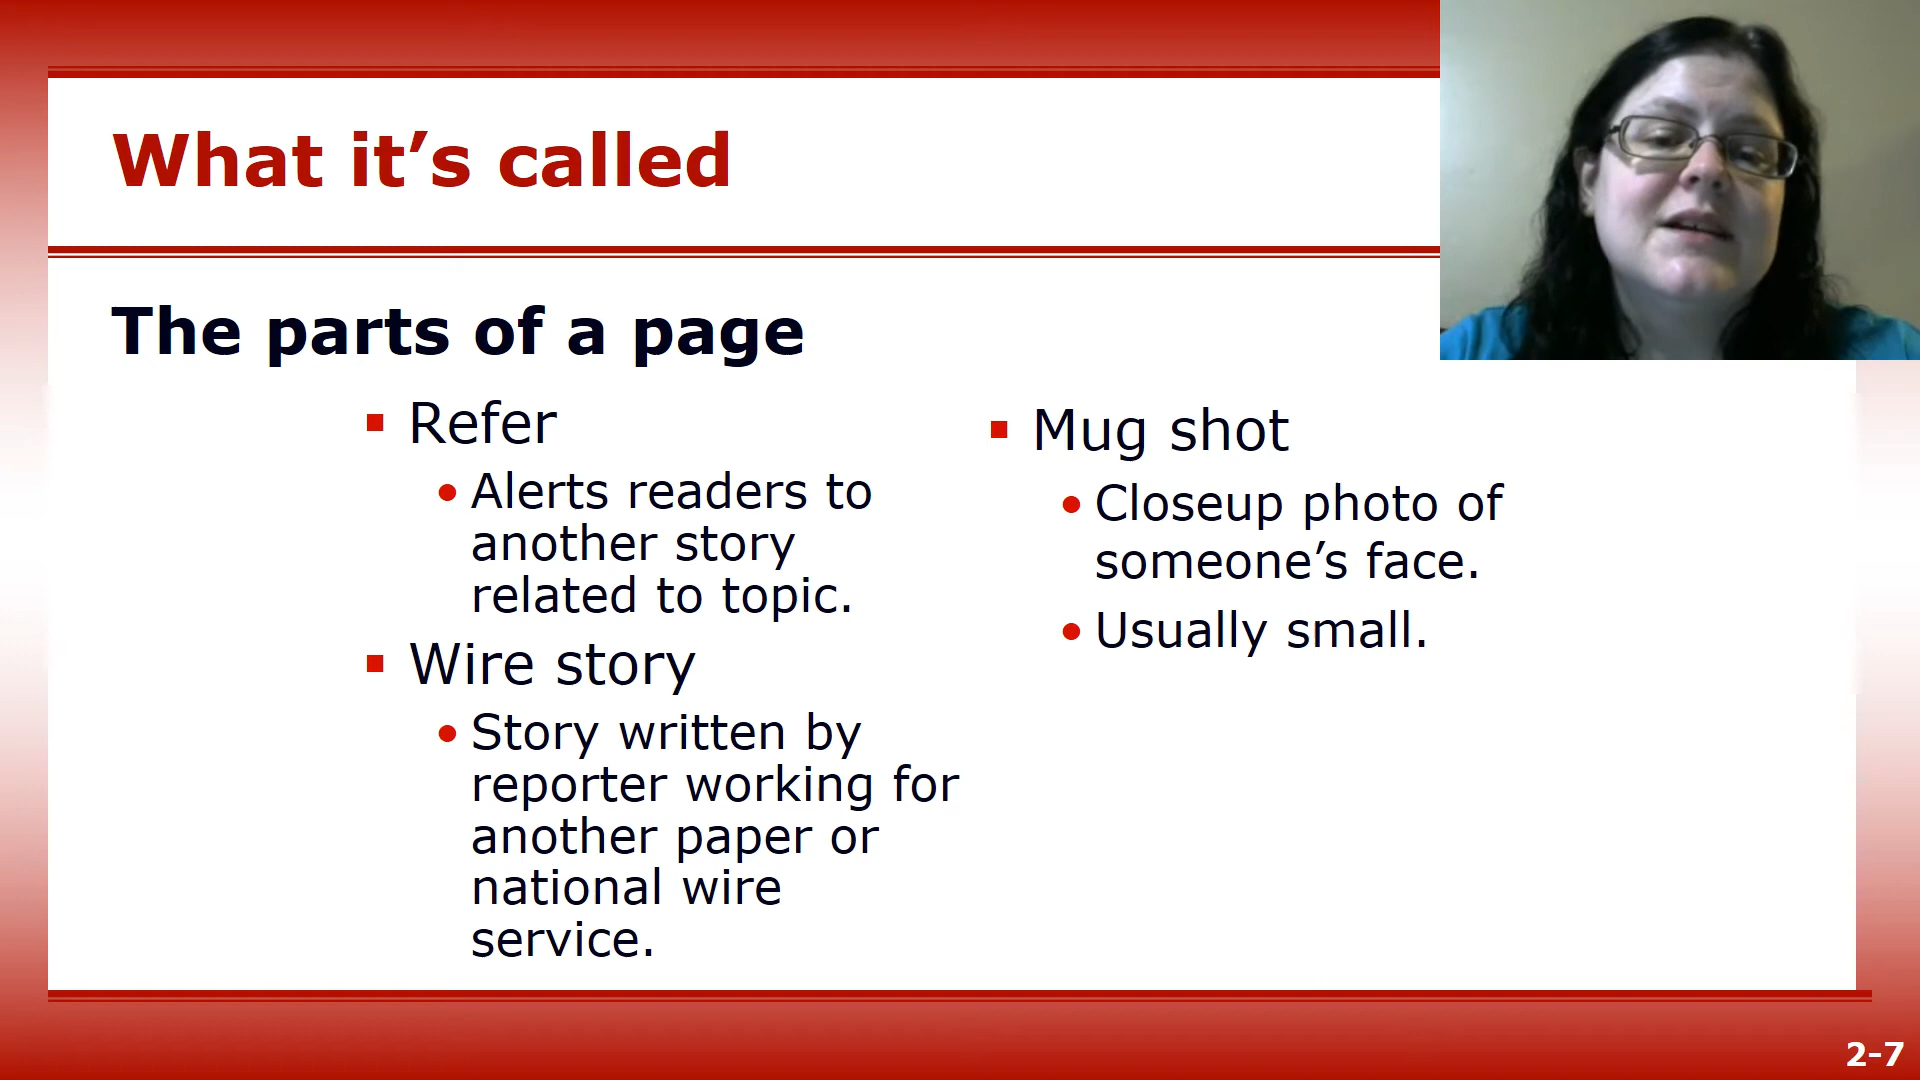 What it’s called
The parts of a page
Refer
Alerts readers to
another story
related to topic.
Wire story
Story written by
reporter working for
another paper or
national wire
service.
Mug shot
Closeup photo of
someone’s face.
Usually small.
2-7